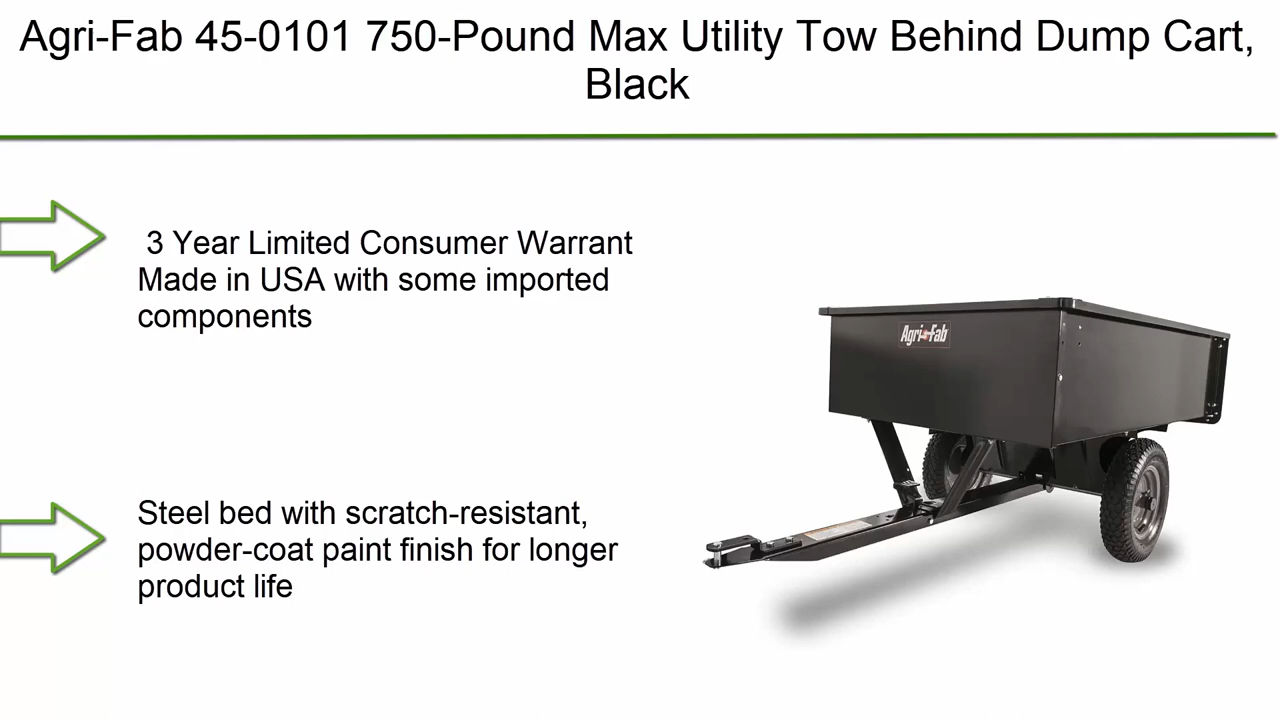 Agri-Fab 45-0101 750-Pound Max Utility Tow Behind Dump Cart,
Black
3 Year Limited Consumer Warrant
Made in USA with some imported
components
Agri-Fab
Steel bed with scratch-resistant,
powder-coat paint finish for longer
product life